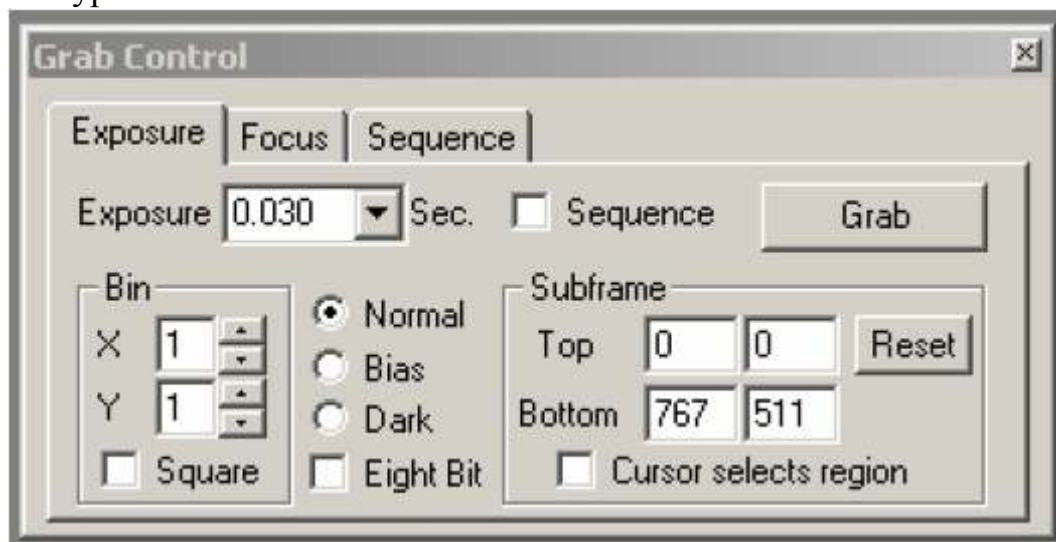 Grab Control
Exposure Focus Sequence
Exposure 0.030 Sec. Sequence Grab
Bin
X 1
Y 1
Square
Normal
Bias
Dark
Eight Bit
Subframe
Top 0 0 Reset
Bottom 767 511
Cursor selects region